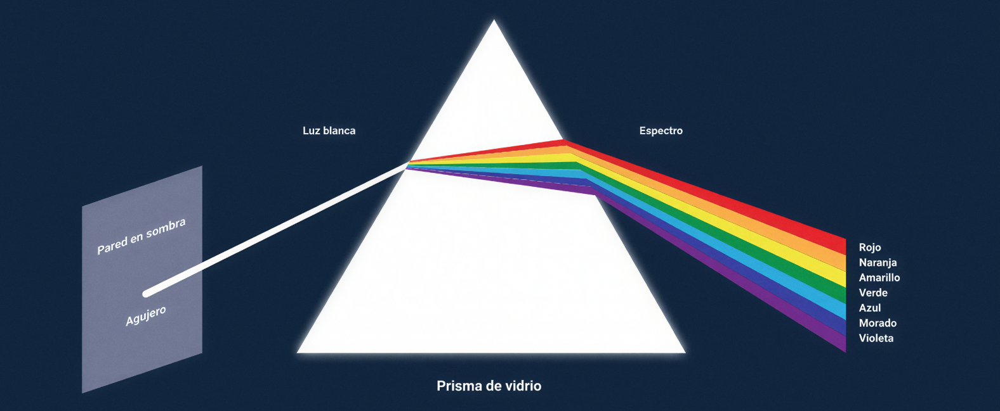 Luz blanca
Espectro
Pared en sombra
Agujero
Rojo
Naranja
Amarillo
Verde
Azul
Morado
Violeta
Prisma de vidrio